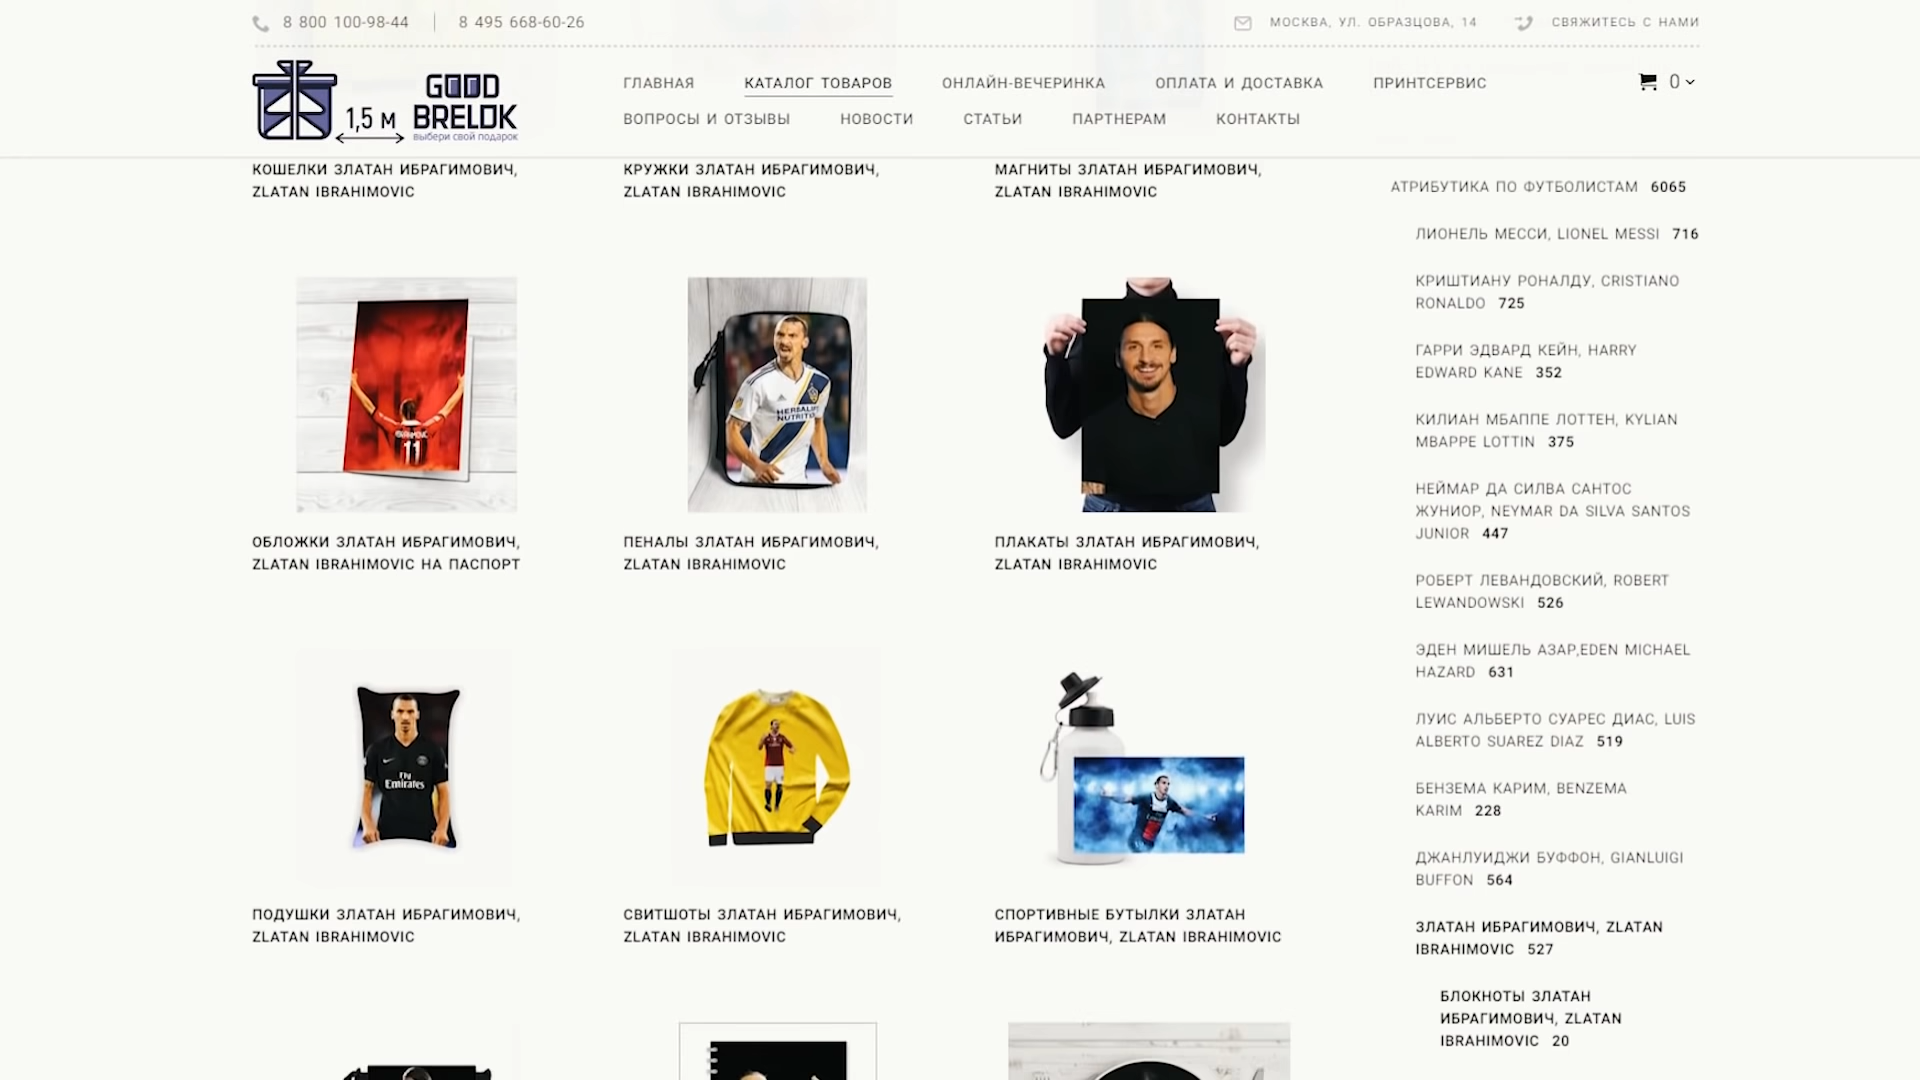 8 800 100-98-44
8 495 668-60-26
МОСКВА, УЛ. ОБРАЗЦОВА, 14
СВЯЖИТЕСЬ С НАМИ
1,5 м
GOOD
BRELOK
выбери свой подарок
ГЛАВНАЯ
КАТАЛОГ ТОВАРОВ
ОНЛАЙН-ВЕЧЕРИНКА
ОПЛАТА И ДОСТАВКА
ПРИНТСЕРВИС
0
ВОПРОСЫ И ОТЗЫВЫ
НОВОСТИ
СТАТЬИ
ПАРТНЕРАМ
КОНТАКТЫ
КОШЕЛКИ ЗЛАТАН ИБРАГИМОВИЧ,
ZLATAN IBRAHIMOVIC
КРУЖКИ ЗЛАТАН ИБРАГИМОВИЧ,
ZLATAN IBRAHIMOVIC
МАГНИТЫ ЗЛАТАН ИБРАГИМОВИЧ,
ZLATAN IBRAHIMOVIC
IBRAHIMOVIC
11
HERBALIFE
NUTRITION
ОБЛОЖКИ ЗЛАТАН ИБРАГИМОВИЧ,
ZLATAN IBRAHIMOVIC НА ПАСПОРТ
ПЕНАЛЫ ЗЛАТАН ИБРАГИМОВИЧ,
ZLATAN IBRAHIMOVIC
ПЛАКАТЫ ЗЛАТАН ИБРАГИМОВИЧ,
ZLATAN IBRAHIMOVIC
Fly
Emirates
ПОДУШКИ ЗЛАТАН ИБРАГИМОВИЧ,
ZLATAN IBRAHIMOVIC
СВИТШОТЫ ЗЛАТАН ИБРАГИМОВИЧ,
ZLATAN IBRAHIMOVIC
СПОРТИВНЫЕ БУТЫЛКИ ЗЛАТАН
ИБРАГИМОВИЧ, ZLATAN IBRAHIMOVIC
АТРИБУТИКА ПО ФУТБОЛИСТАМ 6065
ЛИОНЕЛЬ МЕССИ, LIONEL MESSI 716
КРИШТИАНУ РОНАЛДУ, CRISTIANO
RONALDO 725
ГАРРИ ЭДВАРД КЕЙН, HARRY
EDWARD KANE 352
КИЛИАН МБАППЕ ЛОТТЕН, KYLIAN
MBAPPE LOTTIN 375
НЕЙМАР ДА СИЛВА САНТОС
ЖУНИОР, NEYMAR DA SILVA SANTOS
JUNIOR 447
РОБЕРТ ЛЕВАНДОВСКИЙ, ROBERT
LEWANDOWSKI 526
ЭДЕН МИШЕЛЬ АЗАР,EDEN MICHAEL
HAZARD 631
ЛУИС АЛЬБЕРТО СУАРЕС ДИАС, LUIS
ALBERTO SUAREZ DIAZ 519
БЕНЗЕМА КАРИМ, BENZEMA
KARIM 228
ДЖАНЛУИДЖИ БУФФОН, GIANLUIGI
BUFFON 564
ЗЛАТАН ИБРАГИМОВИЧ, ZLATAN
IBRAHIMOVIC 527
БЛОКНОТЫ ЗЛАТАН
ИБРАГИМОВИЧ, ZLATAN
IBRAHIMOVIC 20